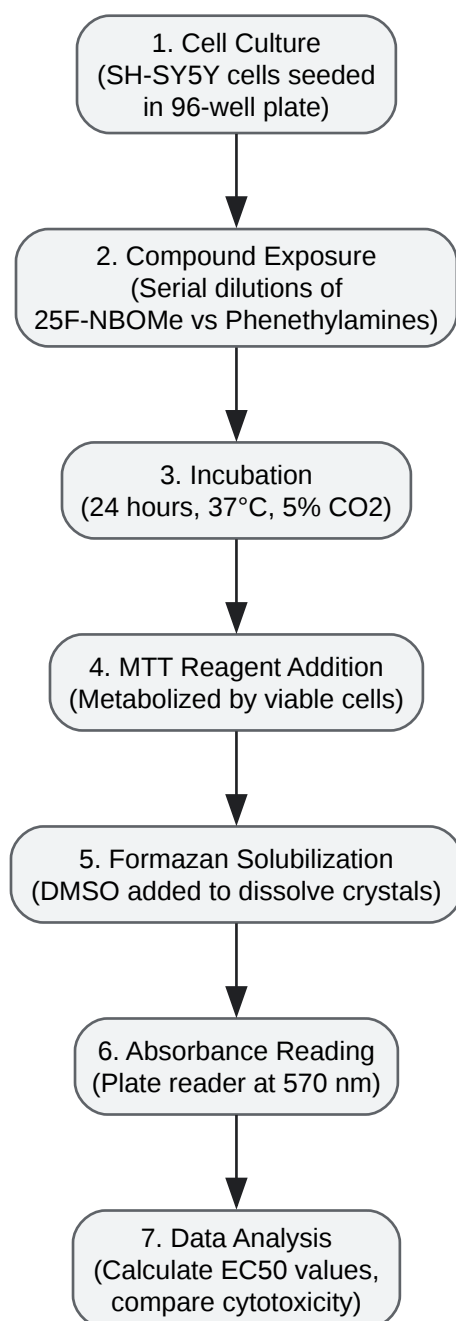 1. Cell Culture
(SH-SY5Y cells seeded
in 96-well plate)
2. Compound Exposure
(Serial dilutions of
25F-NBOMe vs Phenethylamines)
3. Incubation
(24 hours, 37°C, 5% CO2)
4. MTT Reagent Addition
(Metabolized by viable cells)
5. Formazan Solubilization
(DMSO added to dissolve crystals)
6. Absorbance Reading
(Plate reader at 570 nm)
7. Data Analysis
(Calculate EC50 values,
compare cytotoxicity)